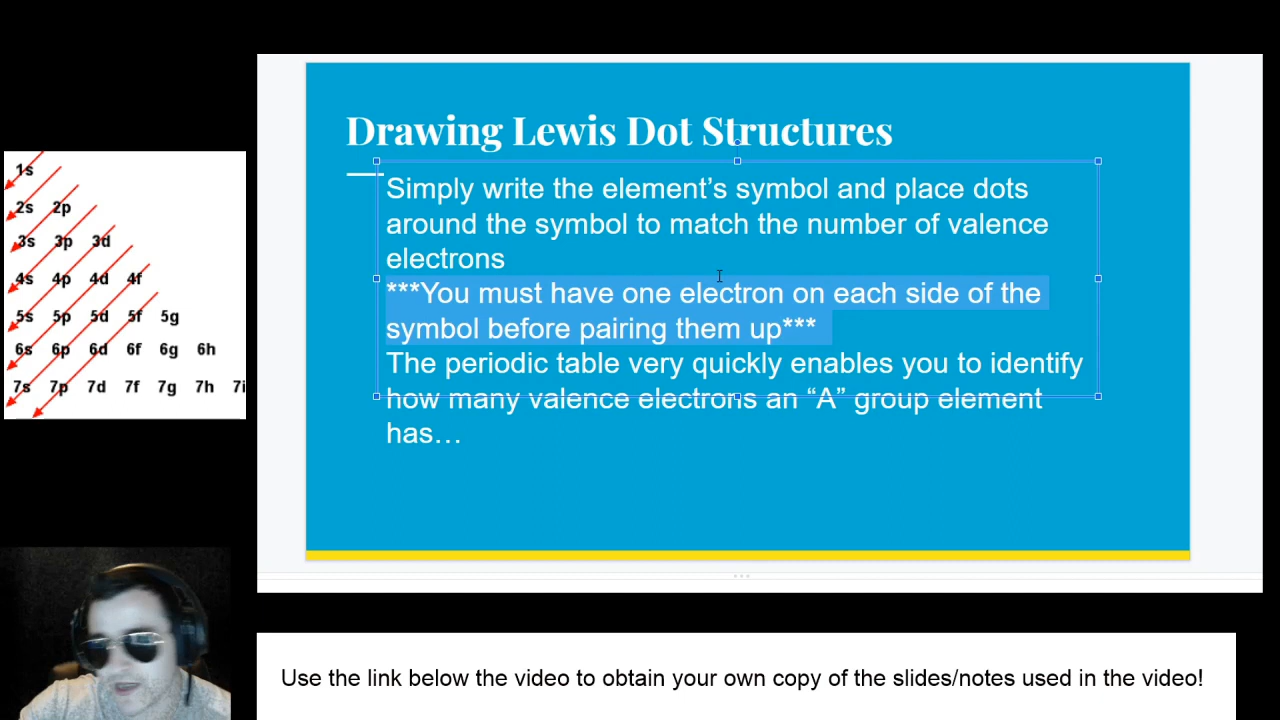 Drawing Lewis Dot Structures
Simply write the element’s symbol and place dots
around the symbol to match the number of valence
electrons
***You must have one electron on each side of the
symbol before pairing them up***
The periodic table very quickly enables you to identify
how many valence electrons an “A” group element
has…
1s
2s 2p
3s 3p 3d
4s 4p 4d 4f
5s 5p 5d 5f 5g
6s 6p 6d 6f 6g 6h
7s 7p 7d 7f 7g 7h 7i
Use the link below the video to obtain your own copy of the slides/notes used in the video!